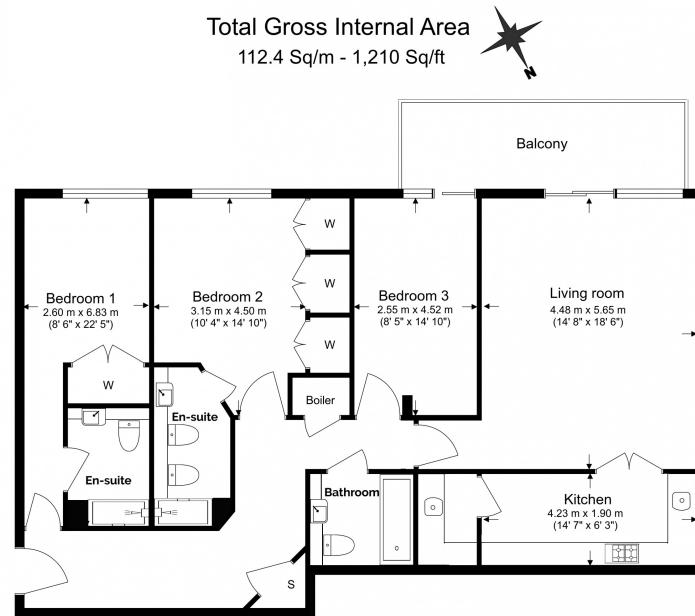 Total Gross Internal Area
112.4 Sq/m - 1,210 Sq/ft
N
Balcony
W
W
W
Bedroom 1
2.60 m x 6.83 m
(8' 6" x 22' 5")
Bedroom 2
3.15 m x 4.50 m
(10' 4" x 14' 10")
Bedroom 3
2.55 m x 4.52 m
(8' 5" x 14' 10")
Living room
4.48 m x 5.65 m
(14' 8" x 18' 6")
W
Boiler
En-suite
En-suite
Bathroom
Kitchen
4.23 m x 1.90 m
(14' 7" x 6' 3")
S